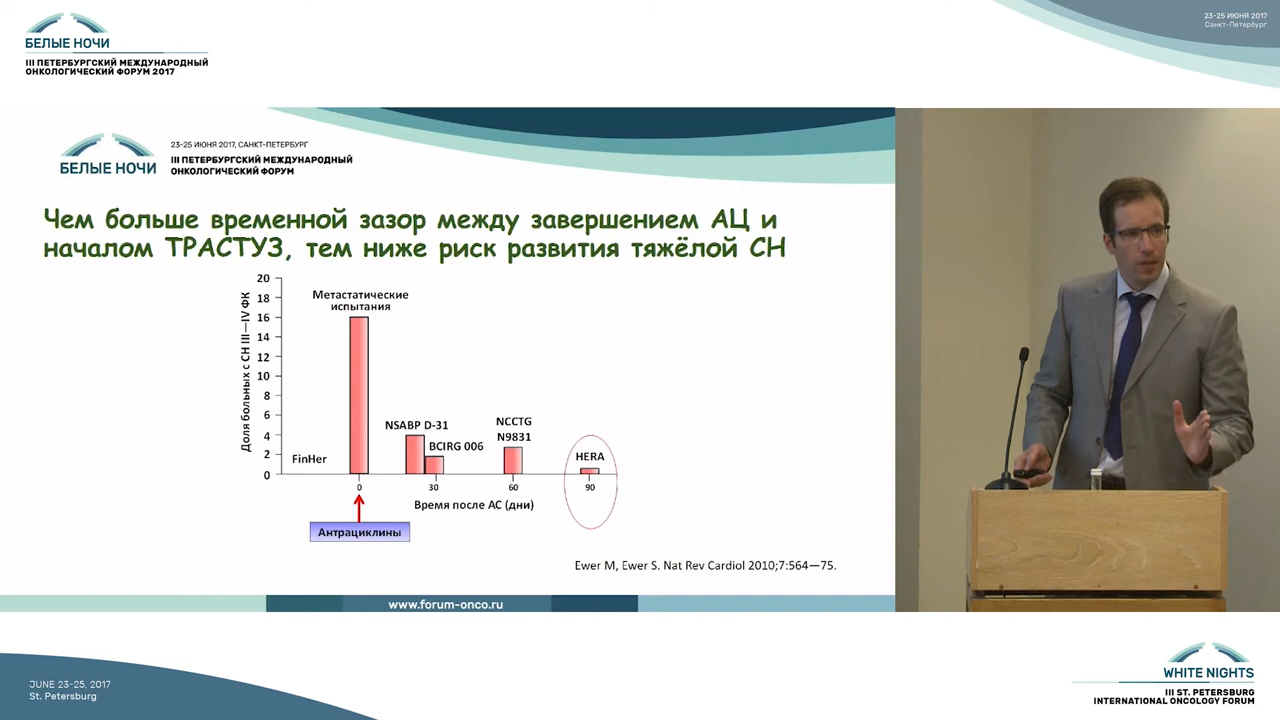 БЕЛЫЕ НОЧИ
III ПЕТЕРБУРГСКИЙ МЕЖДУНАРОДНЫЙ
ОНКОЛОГИЧЕСКИЙ ФОРУМ 2017
23-25 ИЮНЯ 2017
Санкт-Петербург
БЕЛЫЕ НОЧИ
23-25 ИЮНЯ 2017, САНКТ-ПЕТЕРБУРГ
III ПЕТЕРБУРГСКИЙ МЕЖДУНАРОДНЫЙ
ОНКОЛОГИЧЕСКИЙ ФОРУМ
Чем больше временной зазор между завершением АЦ и
началом ТРАСТУЗ, тем ниже риск развития тяжёлой СН
Доля больных с СН III—IV ФК
20
18
16
14
12
10
8
6
4
2
0
Метастатические
испытания
FinHer
NSABP D-31
BCIRG 006
NCCTG
N9831
HERA
0
30
60
90
Время после АС (дни)
Антрациклины
Ewer M, Ewer S. Nat Rev Cardiol 2010;7:564—75.
www.forum-onco.ru
JUNE 23-25, 2017
St. Petersburg
WHITE NIGHTS
III ST. PETERSBURG
INTERNATIONAL ONCOLOGY FORUM